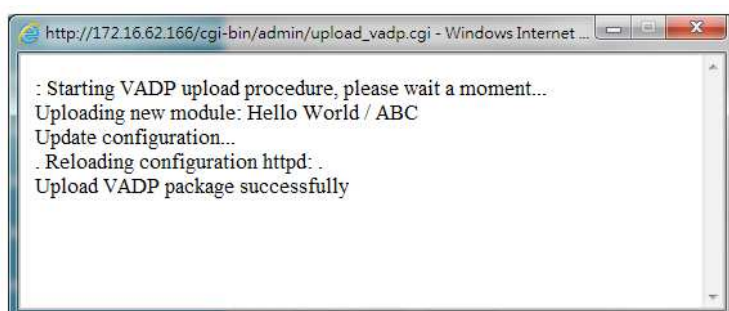 http://172.16.62.166/cgi-bin/admin/upload_vadp.cgi - Windows Internet ...
: Starting VADP upload procedure, please wait a moment...
Uploading new module: Hello World / ABC
Update configuration...
. Reloading configuration httpd: .
Upload VADP package successfully